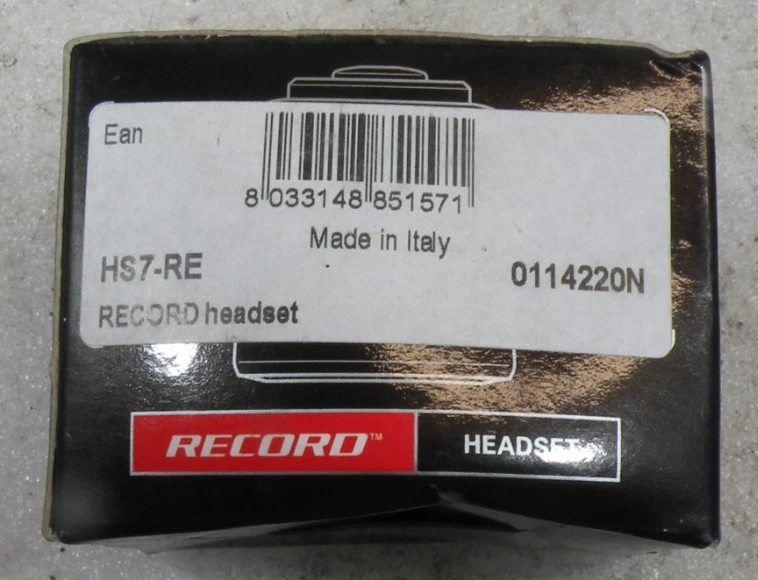 Ean
8 033148 851571
Made in Italy
HS7-RE 0114220N
RECORD headset
RECORD™ HEADSET